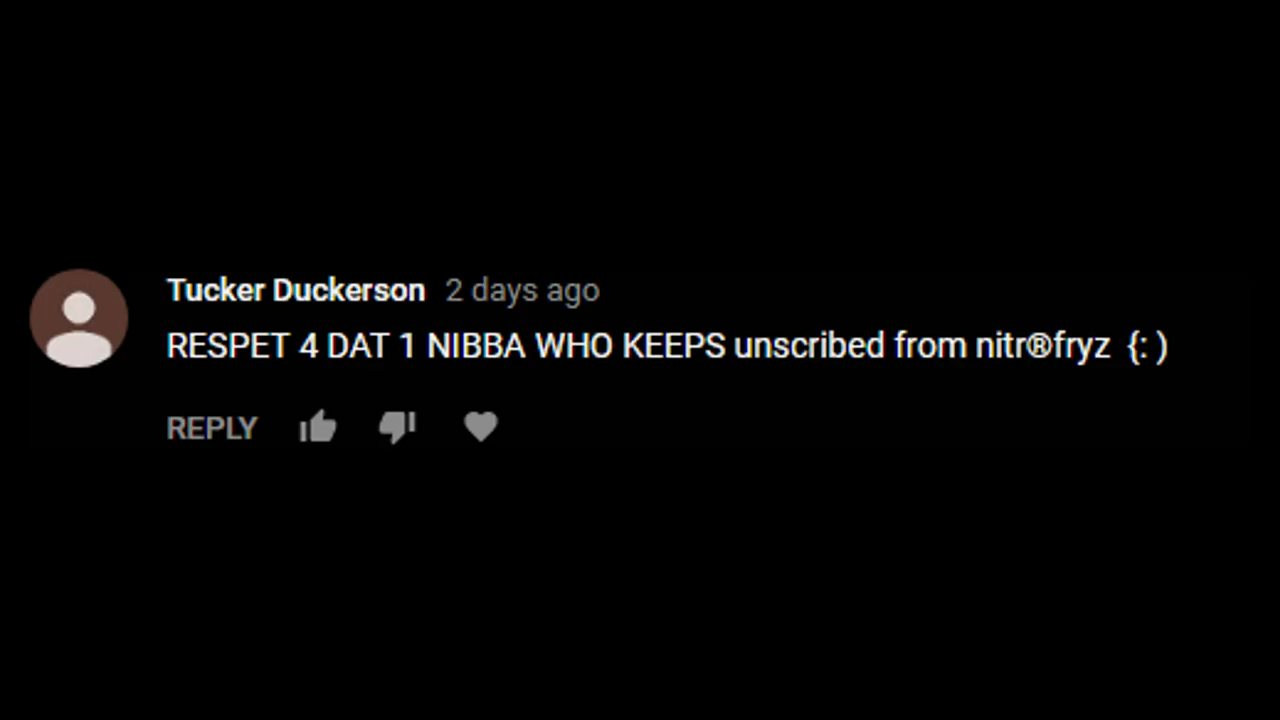 Tucker Duckerson 2 days ago
RESPET 4 DAT 1 NIBBA WHO KEEPS unscribed from nitr®fryz {: )
REPLY